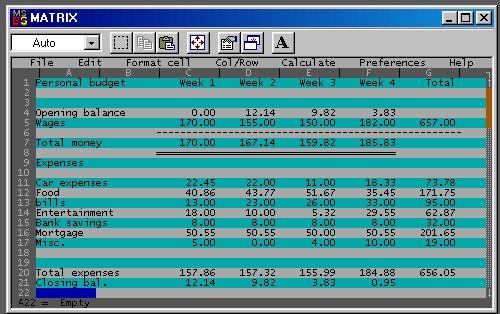 MS DOS MATRIX
Auto A
File Edit Format cell Col/Row Calculate Preferences Help
A B C D E F G
1 Personal budget Week 1 Week 2 Week 3 Week 4 Total
2
3
4 Opening balance 0.00 12.14 9.82 3.83
5 Wages 170.00 155.00 150.00 182.00 657.00
6 --------------------------------------------------
7 Total money 170.00 167.14 159.82 185.83
8 ========================================
9 Expenses
10
11 Car expenses 22.45 22.00 11.00 18.33 73.78
12 Food 40.86 43.77 51.67 35.45 171.75
13 bills 13.00 23.00 26.00 33.00 95.00
14 Entertainment 18.00 10.00 5.32 29.55 62.87
15 Bank savings 8.00 8.00 8.00 8.00 32.00
16 Mortgage 50.55 50.55 50.00 50.55 201.65
17 Misc. 5.00 0.00 4.00 10.00 19.00
18
19
20 Total expenses 157.86 157.32 155.99 184.88 656.05
21 Closing bal. 12.14 9.82 3.83 0.95
22
A22 = Empty